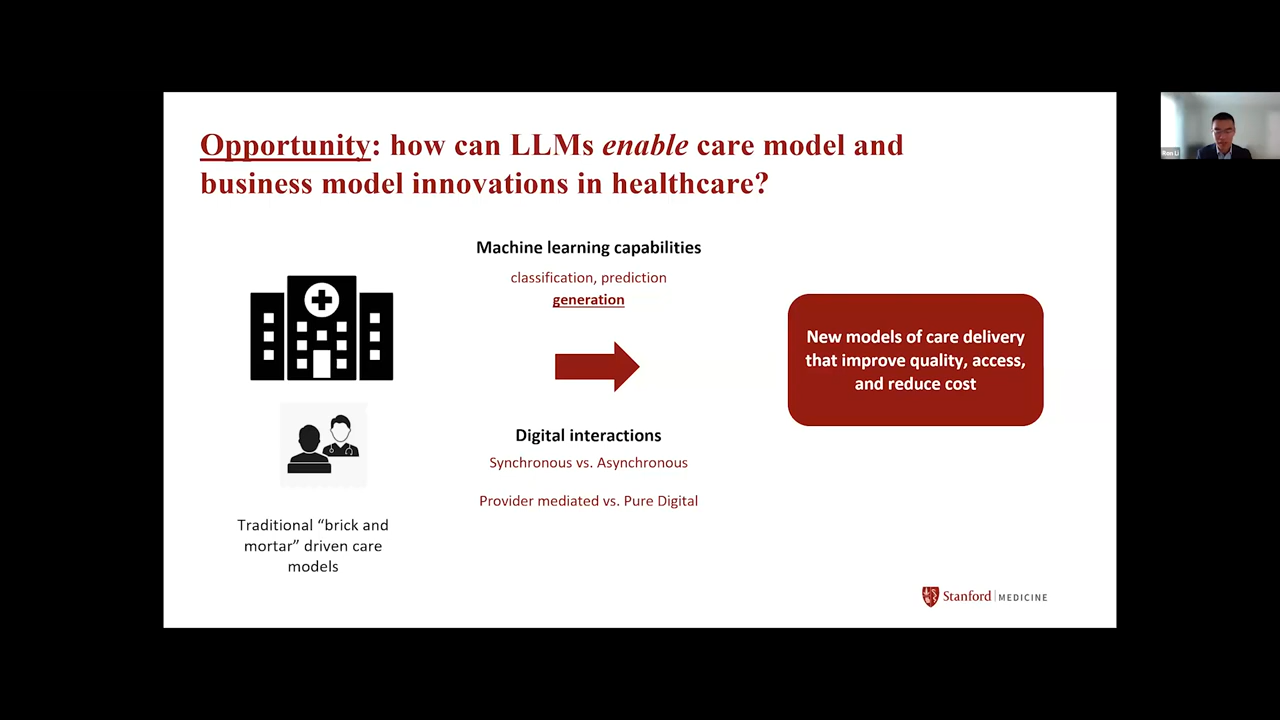 Opportunity: how can LLMs enable care model and
business model innovations in healthcare?
Machine learning capabilities
classification, prediction
generation
New models of care delivery
that improve quality, access,
and reduce cost
Digital interactions
Synchronous vs. Asynchronous
Provider mediated vs. Pure Digital
Traditional “brick and
mortar” driven care
models
Stanford MEDICINE
Ron Li